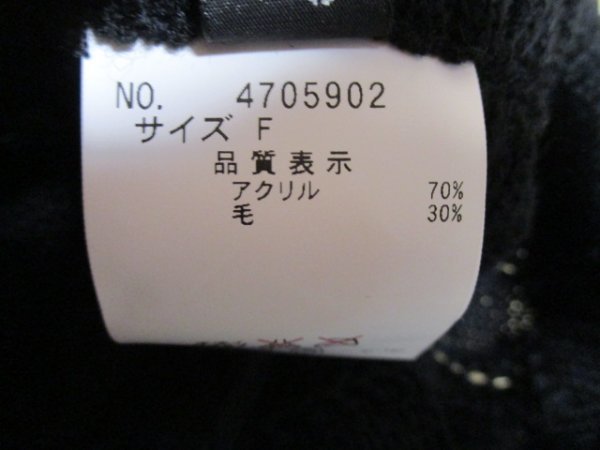 NO. 4705902
サイズ F
品質表示
アクリル 70%
毛 30%